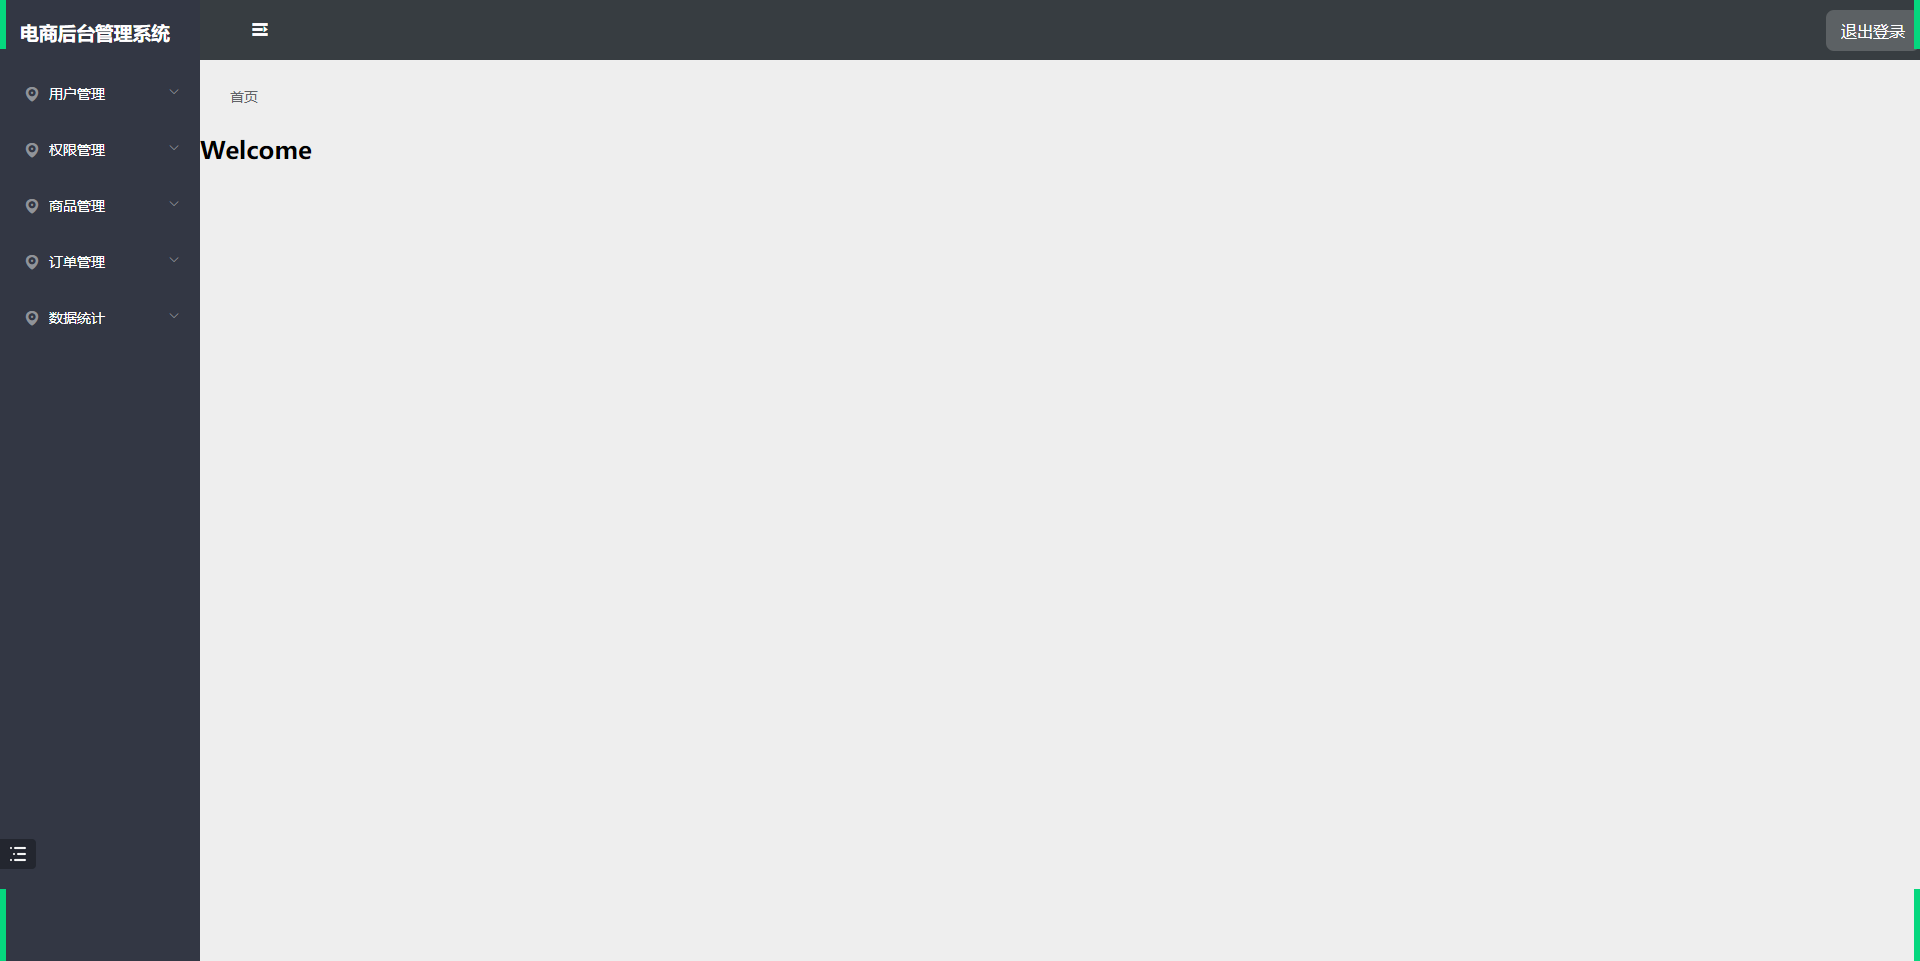 电商后台管理系统
退出登录
用户管理
权限管理
商品管理
订单管理
数据统计
首页
Welcome